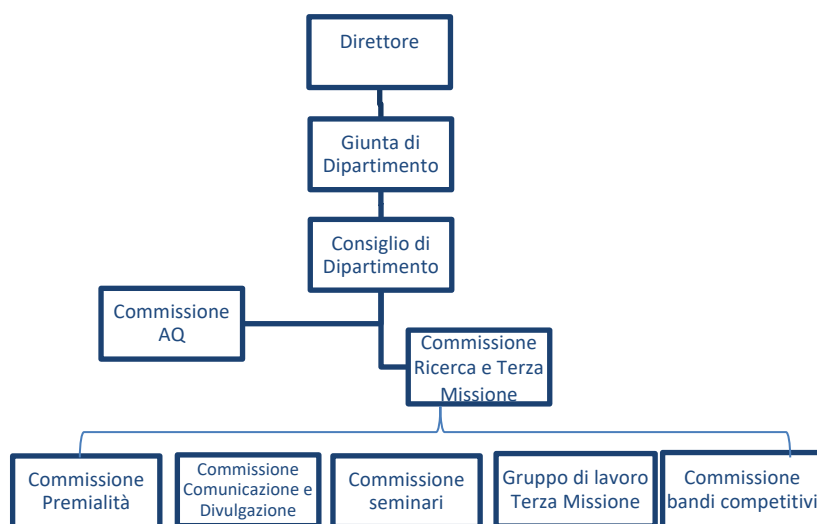 Direttore
Giunta di
Dipartimento
Consiglio di
Dipartimento
Commissione
AQ
Commissione
Ricerca e Terza
Missione
Commissione
Premialità
Commissione
Comunicazione e
Divulgazione
Commissione
seminari
Gruppo di lavoro
Terza Missione
Commissione
bandi competitivi